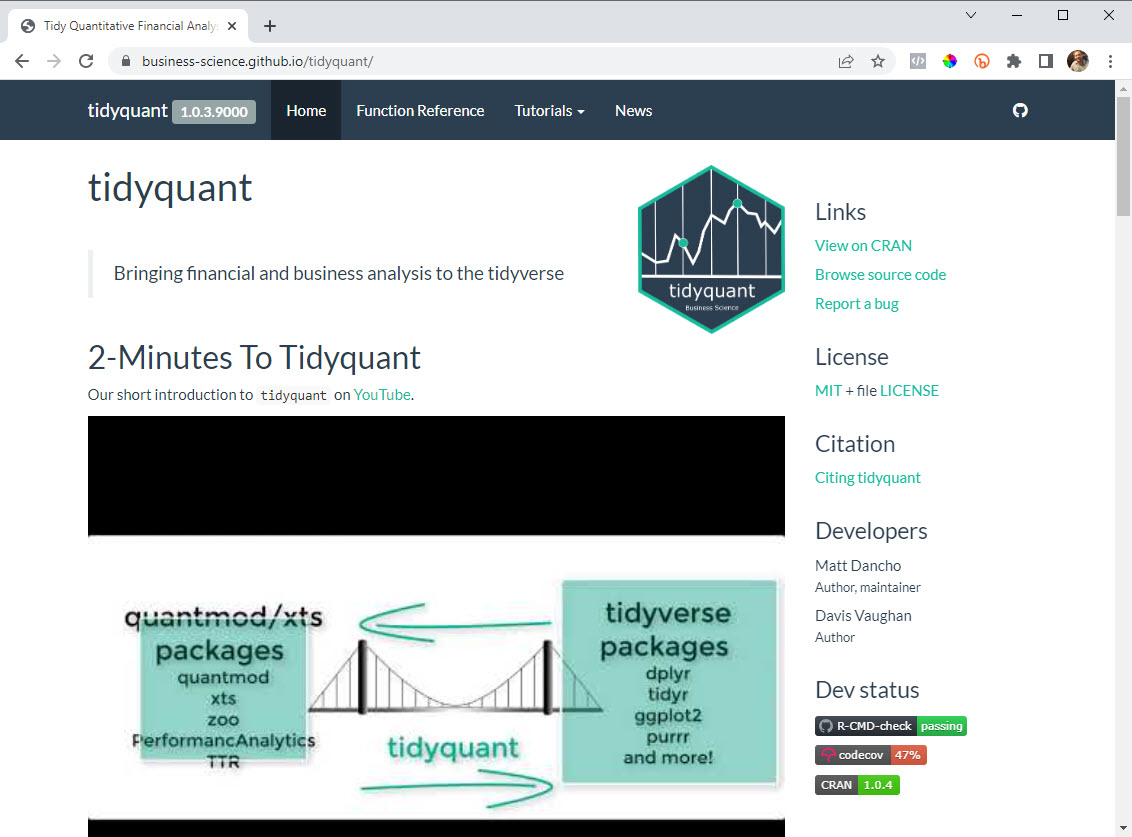 Tidy Quantitative Financial Analy
business-science.github.io/tidyquant/
tidyquant 1.0.3.9000 Home Function Reference Tutorials News
tidyquant
Bringing financial and business analysis to the tidyverse
tidyquant
Business Science
2-Minutes To Tidyquant
Our short introduction to tidyquant on YouTube.
quantmod/xts
packages
quantmod
xts
zoo
PerformancAnalytics
TTR
tidyquant
tidyverse
packages
dplyr
tidyr
ggplot2
purrr
and more!
Links
View on CRAN
Browse source code
Report a bug
License
MIT + file LICENSE
Citation
Citing tidyquant
Developers
Matt Dancho
Author, maintainer
Davis Vaughan
Author
Dev status
R-CMD-check passing
codecov 47%
CRAN 1.0.4